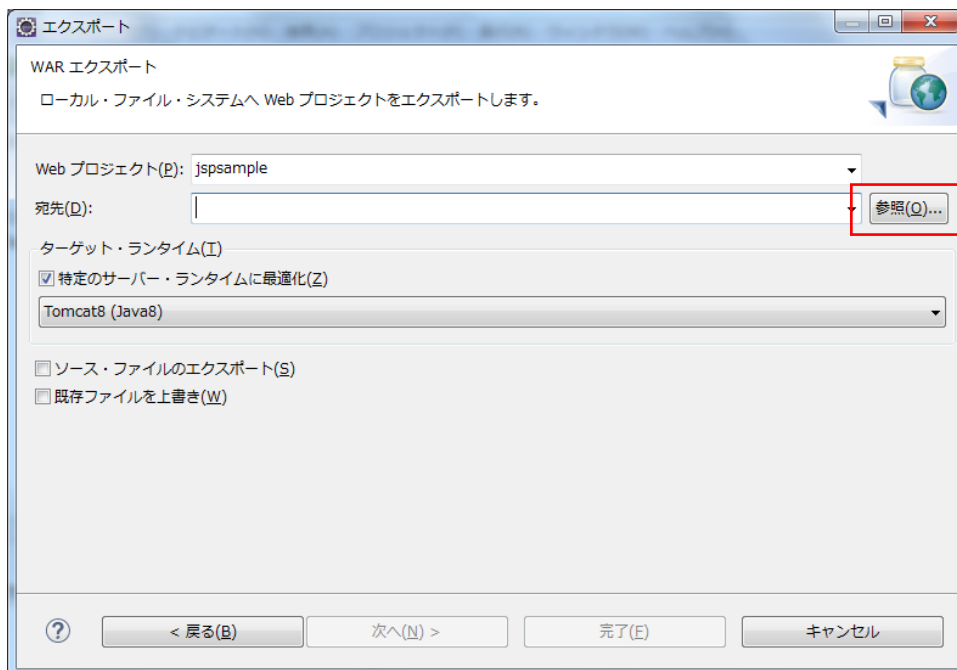 エクスポート
WAR エクスポート
ローカル・ファイル・システムへ Web プロジェクトをエクスポートします。
Web プロジェクト(P): jspsample
宛先(D): 参照(O)...
ターゲット・ランタイム(T)
特定のサーバー・ランタイムに最適化(Z)
Tomcat8 (Java8)
ソース・ファイルのエクスポート(S)
既存ファイルを上書き(W)
? < 戻る(B) 次へ(N) > 完了(F) キャンセル